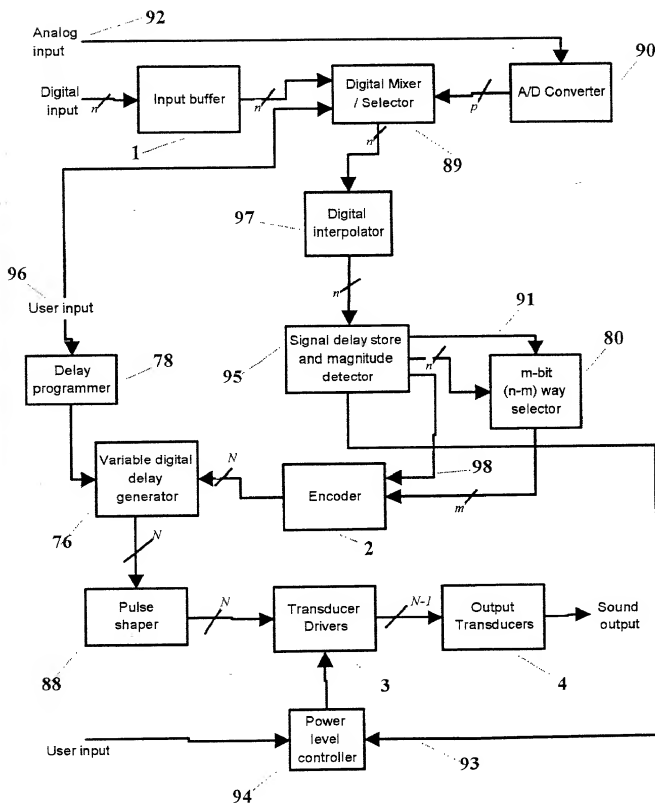 92
Analog
input
90
Digital
input
n
Input buffer
n
Digital Mixer
/ Selector
p
A/D Converter
1
n
89
97
Digital
interpolator
96
User input
n
91
Delay
programmer
78
95
Signal delay store
and magnitude
detector
n
80
m-bit
(n-m) way
selector
Variable digital
delay
generator
N
Encoder
98
m
76
N
2
Pulse
shaper
N
Transducer
Drivers
N-1
Output
Transducers
Sound
output
88
3
4
User input
Power
level
controller
93
94